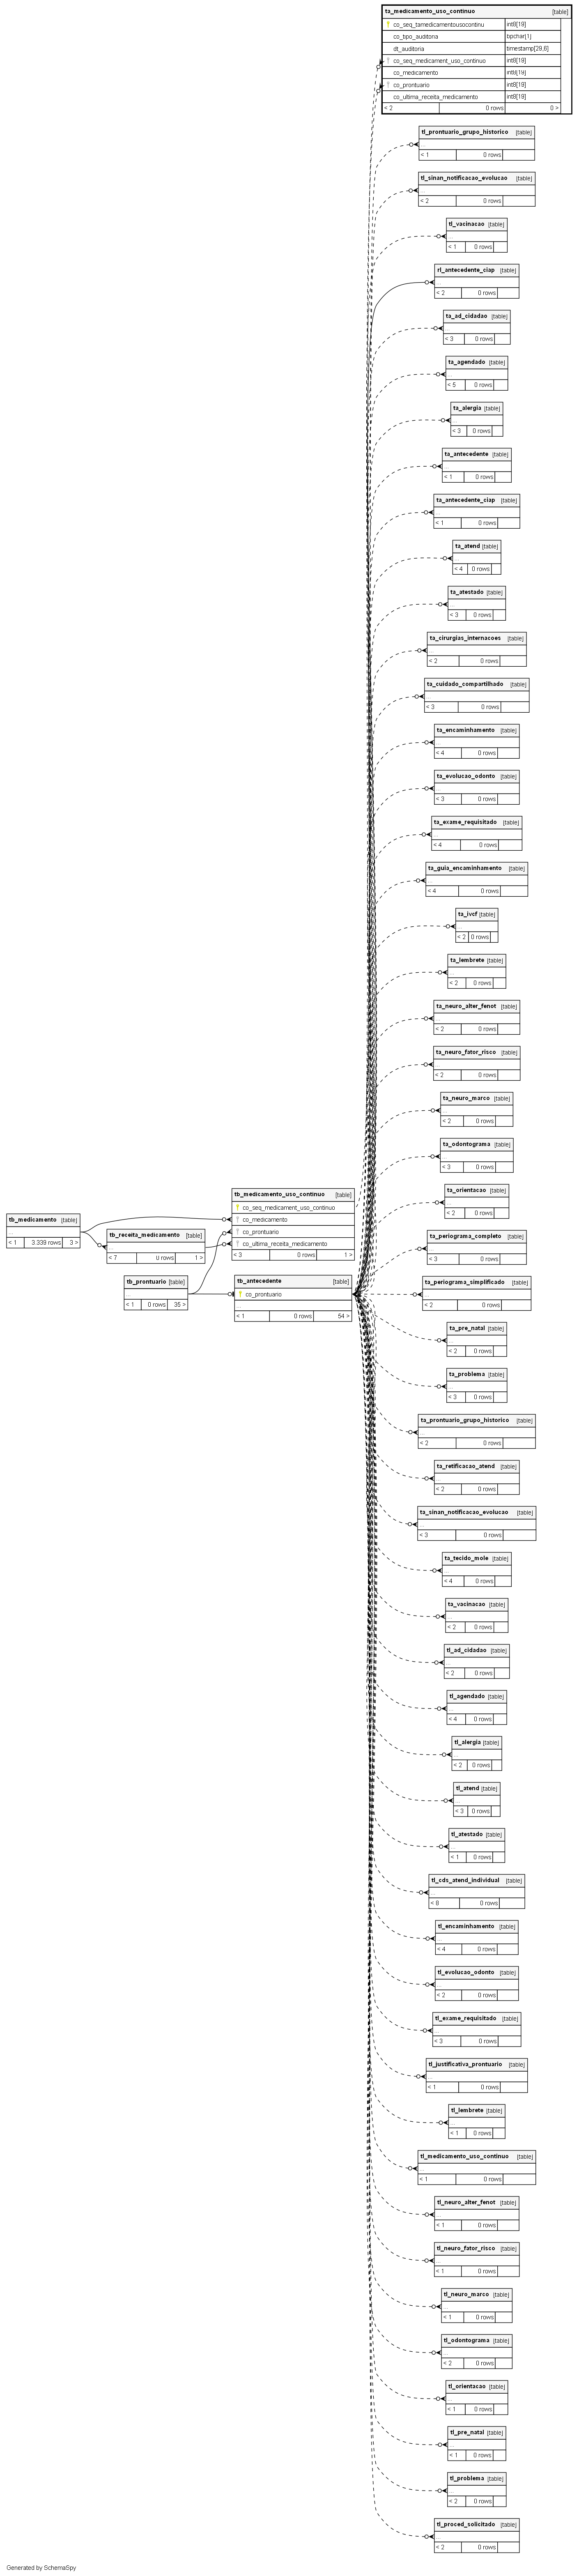 ta_medicamento_uso_continuo [table]
co_seq_tamedicamentousocontinu int8[19]
co_tipo_auditoria bpchar[1]
dt_auditoria timestamp[29,6]
co_seq_medicament_uso_continuo int8[19]
co_medicamento int8[19]
co_prontuario int8[19]
co_ultima_receita_medicamento int8[19]
< 2 0 rows 0 >
tl_prontuario_grupo_historico [table]
...
< 1 0 rows
tl_sinan_notificacao_evolucao [table]
...
< 2 0 rows
tl_vacinacao [table]
...
< 1 0 rows
rl_antecedente_ciap [table]
...
< 2 0 rows
ta_ad_cidadao [table]
...
< 3 0 rows
ta_agendado [table]
...
< 5 0 rows
ta_alergia [table]
...
< 3 0 rows
ta_antecedente [table]
...
< 1 0 rows
ta_antecedente_ciap [table]
...
< 1 0 rows
ta_atend [table]
...
< 4 0 rows
ta_atestado [table]
...
< 3 0 rows
ta_cirurgias_internacoes [table]
...
< 2 0 rows
ta_cuidado_compartilhado [table]
...
< 3 0 rows
ta_encaminhamento [table]
...
< 4 0 rows
ta_evolucao_odonto [table]
...
< 3 0 rows
ta_exame_requisitado [table]
...
< 4 0 rows
ta_guia_encaminhamento [table]
...
< 4 0 rows
ta_ivcf [table]
...
< 2 0 rows
ta_lembrete [table]
...
< 2 0 rows
ta_neuro_alter_fenot [table]
...
< 2 0 rows
ta_neuro_fator_risco [table]
...
< 2 0 rows
ta_neuro_marco [table]
...
< 2 0 rows
ta_odontograma [table]
...
< 3 0 rows
ta_orientacao [table]
...
< 2 0 rows
tb_medicamento_uso_continuo [table]
co_seq_medicament_uso_continuo
co_medicamento
co_prontuario
co_ultima_receita_medicamento
< 3 0 rows 1 >
tb_medicamento [table]
...
< 1 3.339 rows 3 >
tb_receita_medicamento [table]
...
< 7 0 rows 1 >
ta_periograma_completo [table]
...
< 3 0 rows
tb_prontuario [table]
...
< 1 0 rows 35 >
tb_antecedente [table]
co_prontuario
...
< 1 0 rows 54 >
ta_periograma_simplificado [table]
...
< 2 0 rows
ta_pre_natal [table]
...
< 2 0 rows
ta_problema [table]
...
< 3 0 rows
ta_prontuario_grupo_historico [table]
...
< 2 0 rows
ta_retificacao_atend [table]
...
< 2 0 rows
ta_sinan_notificacao_evolucao [table]
...
< 3 0 rows
ta_tecido_mole [table]
...
< 4 0 rows
ta_vacinacao [table]
...
< 2 0 rows
tl_ad_cidadao [table]
...
< 2 0 rows
tl_agendado [table]
...
< 4 0 rows
tl_alergia [table]
...
< 2 0 rows
tl_atend [table]
...
< 3 0 rows
tl_atestado [table]
...
< 1 0 rows
tl_cds_atend_individual [table]
...
< 8 0 rows
tl_encaminhamento [table]
...
< 4 0 rows
tl_evolucao_odonto [table]
...
< 2 0 rows
tl_exame_requisitado [table]
...
< 3 0 rows
tl_justificativa_prontuario [table]
...
< 1 0 rows
tl_lembrete [table]
...
< 1 0 rows
tl_medicamento_uso_continuo [table]
...
< 1 0 rows
tl_neuro_alter_fenot [table]
...
< 1 0 rows
tl_neuro_fator_risco [table]
...
< 1 0 rows
tl_neuro_marco [table]
...
< 1 0 rows
tl_odontograma [table]
...
< 2 0 rows
tl_orientacao [table]
...
< 1 0 rows
tl_pre_natal [table]
...
< 1 0 rows
tl_problema [table]
...
< 2 0 rows
tl_proced_solicitado [table]
...
< 2 0 rows
Generated by SchemaSpy